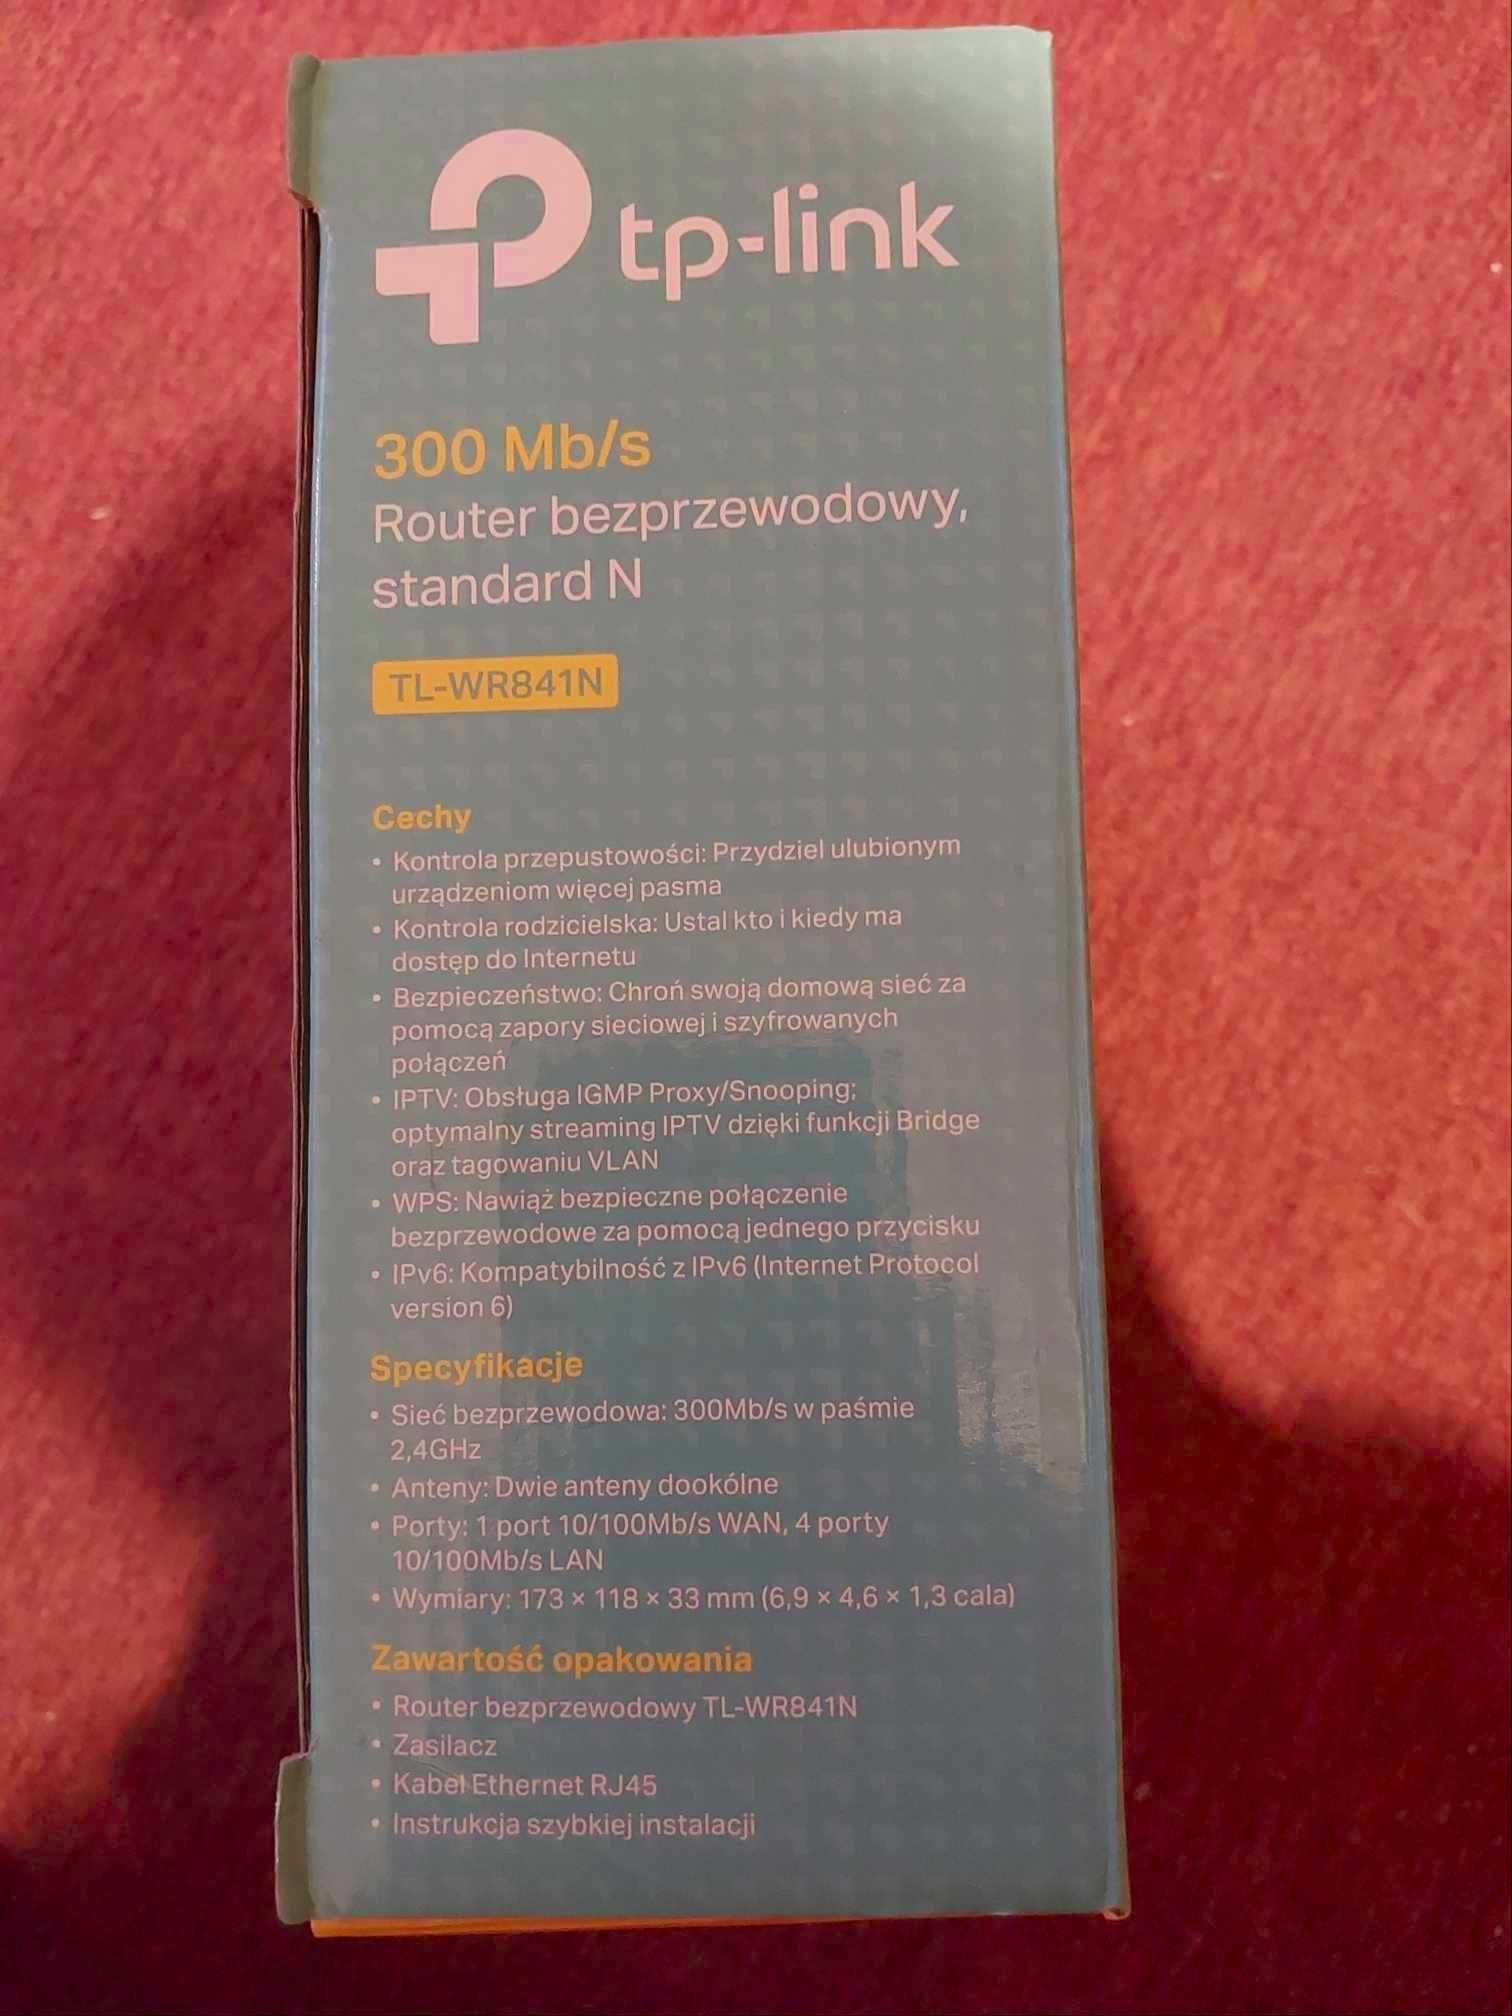 tp-link
300 Mb/s
Router bezprzewodowy,
standard N
TL-WR841N
Cechy
• Kontrola przepustowości: Przydziel ulubionym
urządzeniom więcej pasma
• Kontrola rodzicielska: Ustal kto i kiedy ma
dostęp do Internetu
• Bezpieczeństwo: Chroń swoją domową sieć za
pomocą zapory sieciowej i szyfrowanych
połączeń
• IPTV: Obsługa IGMP Proxy/Snooping;
optymalny streaming IPTV dzięki funkcji Bridge
oraz tagowaniu VLAN
• WPS: Nawiąż bezpieczne połączenie
bezprzewodowe za pomocą jednego przycisku
• IPv6: Kompatybilność z IPv6 (Internet Protocol
version 6)
Specyfikacje
• Sieć bezprzewodowa: 300Mb/s w paśmie
2,4GHz
• Anteny: Dwie anteny dookólne
• Porty: 1 port 10/100Mb/s WAN, 4 porty
10/100Mb/s LAN
• Wymiary: 173 × 118 × 33 mm (6,9 × 4,6 × 1,3 cala)
Zawartość opakowania
• Router bezprzewodowy TL-WR841N
• Zasilacz
• Kabel Ethernet RJ45
• Instrukcja szybkiej instalacji